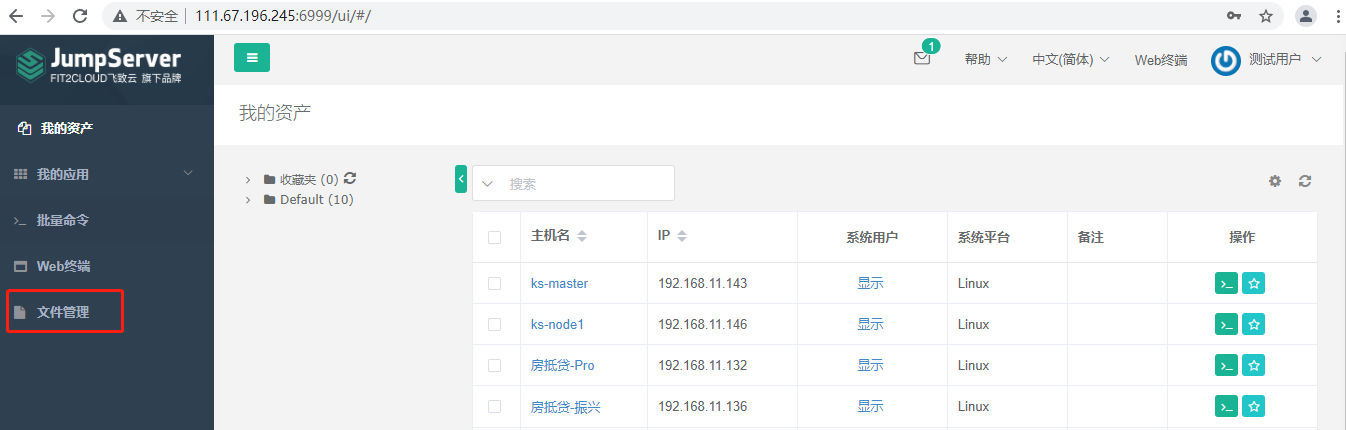 不安全 | 111.67.196.245:6999/ui/#/
JumpServer
FIT2CLOUD飞致云 旗下品牌
1
帮助
中文(简体)
Web终端
测试用户
我的资产
我的资产
我的应用
批量命令
Web终端
文件管理
收藏夹 (0)
Default (10)
搜索
主机名 IP 系统用户 系统平台 备注 操作
ks-master 192.168.11.143 显示 Linux
ks-node1 192.168.11.146 显示 Linux
房抵贷-Pro 192.168.11.132 显示 Linux
房抵贷-振兴 192.168.11.136 显示 Linux